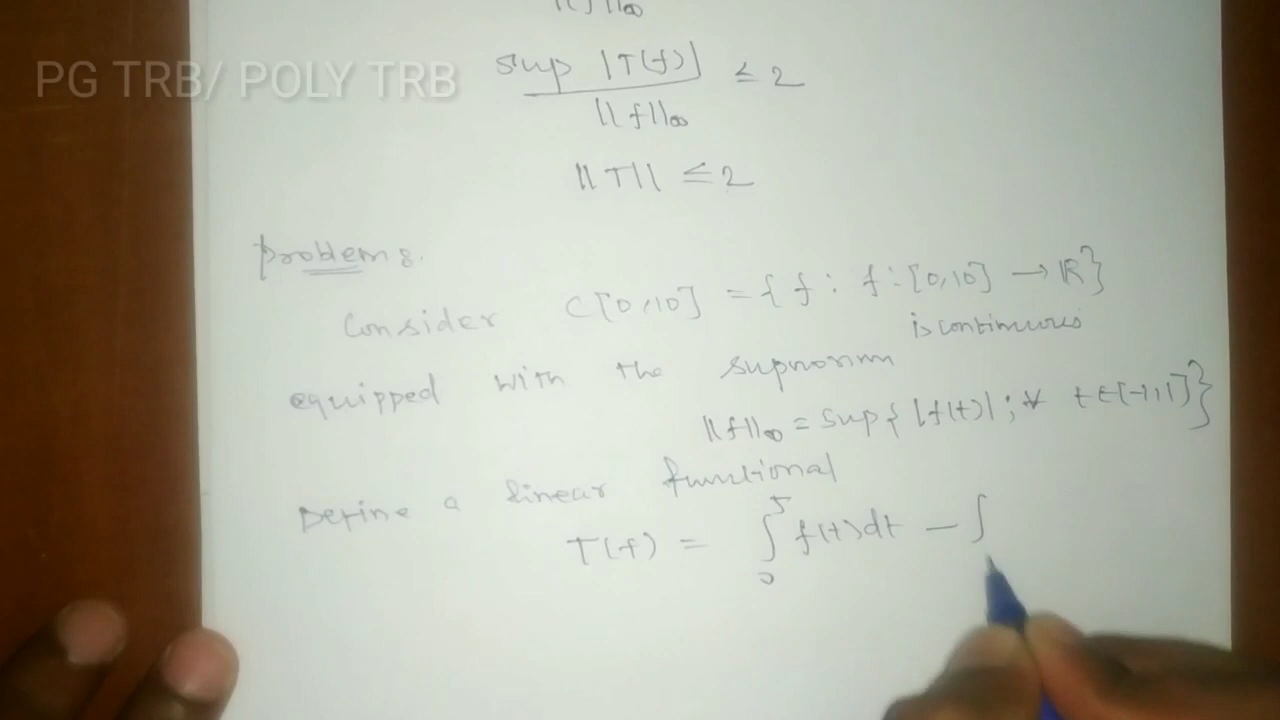 ||f||∞
PG TRB/ POLY TRB
Sup |T(f)| ≤ 2
||f||∞
||T|| ≤ 2
Problem 8.
Consider C[0,10] = { f : f : [0,10] → R}
is continuous
equipped with the supnorm
||f||∞ = sup{ |f(t)| ; ∀ t ∈ [-1,1] }
Define a linear functional
T(f) = ∫₀⁵ f(t)dt − ∫